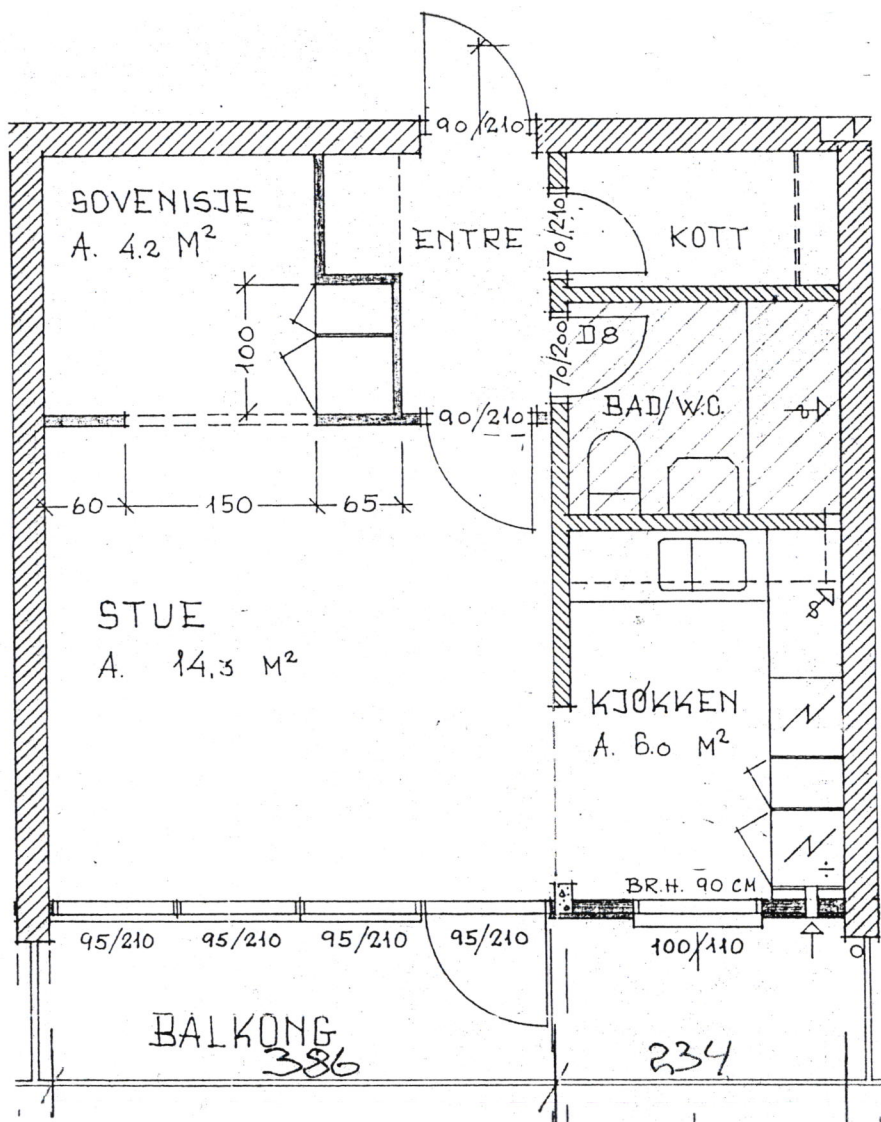 90/210
SOVENISJE
A. 4.2 M²
ENTRE
70/210
KOTT
100
70/200
D8
BAD/W.C.
90/210
60
150
65
STUE
A. 14,3 M²
8
KJØKKEN
A. 6.0 M²
BR.H. 90 CM
95/210
95/210
95/210
95/210
100/110
BALKONG
386
234